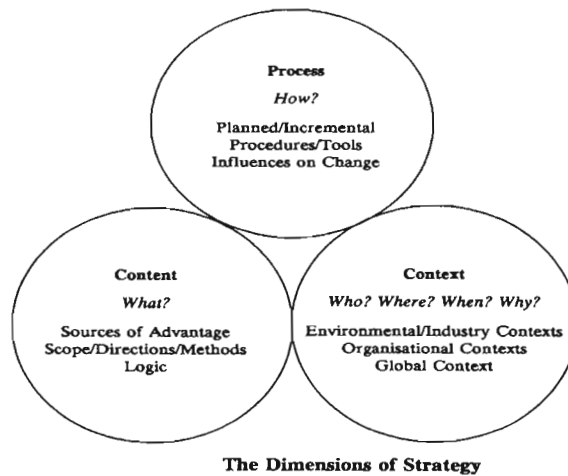 Process
How?
Planned/Incremental
Procedures/Tools
Influences on Change
Content
What?
Sources of Advantage
Scope/Directions/Methods
Logic
Context
Who? Where? When? Why?
Environmental/Industry Contexts
Organisational Contexts
Global Context
The Dimensions of Strategy